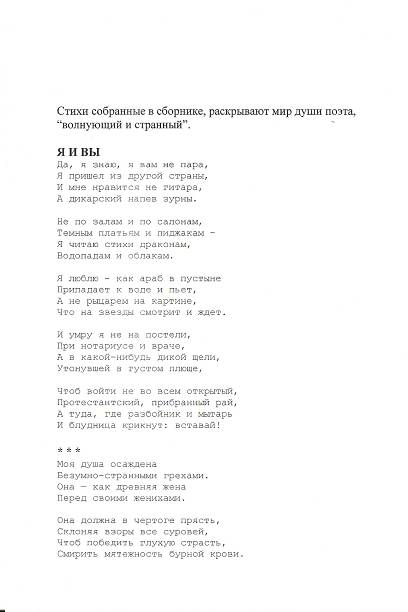 Стихи собранные в сборнике, раскрывают мир души поэта,
“волнующий и странный”.
Я И ВЫ
Да, я знаю, я вам не пара,
Я пришел из другой страны,
И мне нравится не гитара,
А дикарский напев зурны.
Не по залам и по салонам,
Темным платьям и пиджакам –
Я читаю стихи драконам,
Водопадам и облакам.
Я люблю - как араб в пустыне
Припадает к воде и пьет,
А не рыцарем на картине,
Что на звезды смотрит и ждет.
И умру я не на постели,
При нотариусе и враче,
А в какой-нибудь дикой щели,
Утонувшей в густом плюще,
Чтоб войти не во всем открытый,
Протестантский, прибранный рай,
А туда, где разбойник и мытарь
И блудница крикнут: вставай!
***
Моя душа осаждена
Безумно-странными грехами.
Она — как древняя жена
Перед своими женихами.
Она должна в чертоге прясть,
Склоняя взоры все суровей,
Чтоб победить глухую страсть,
Смирить мятежность бурной крови.